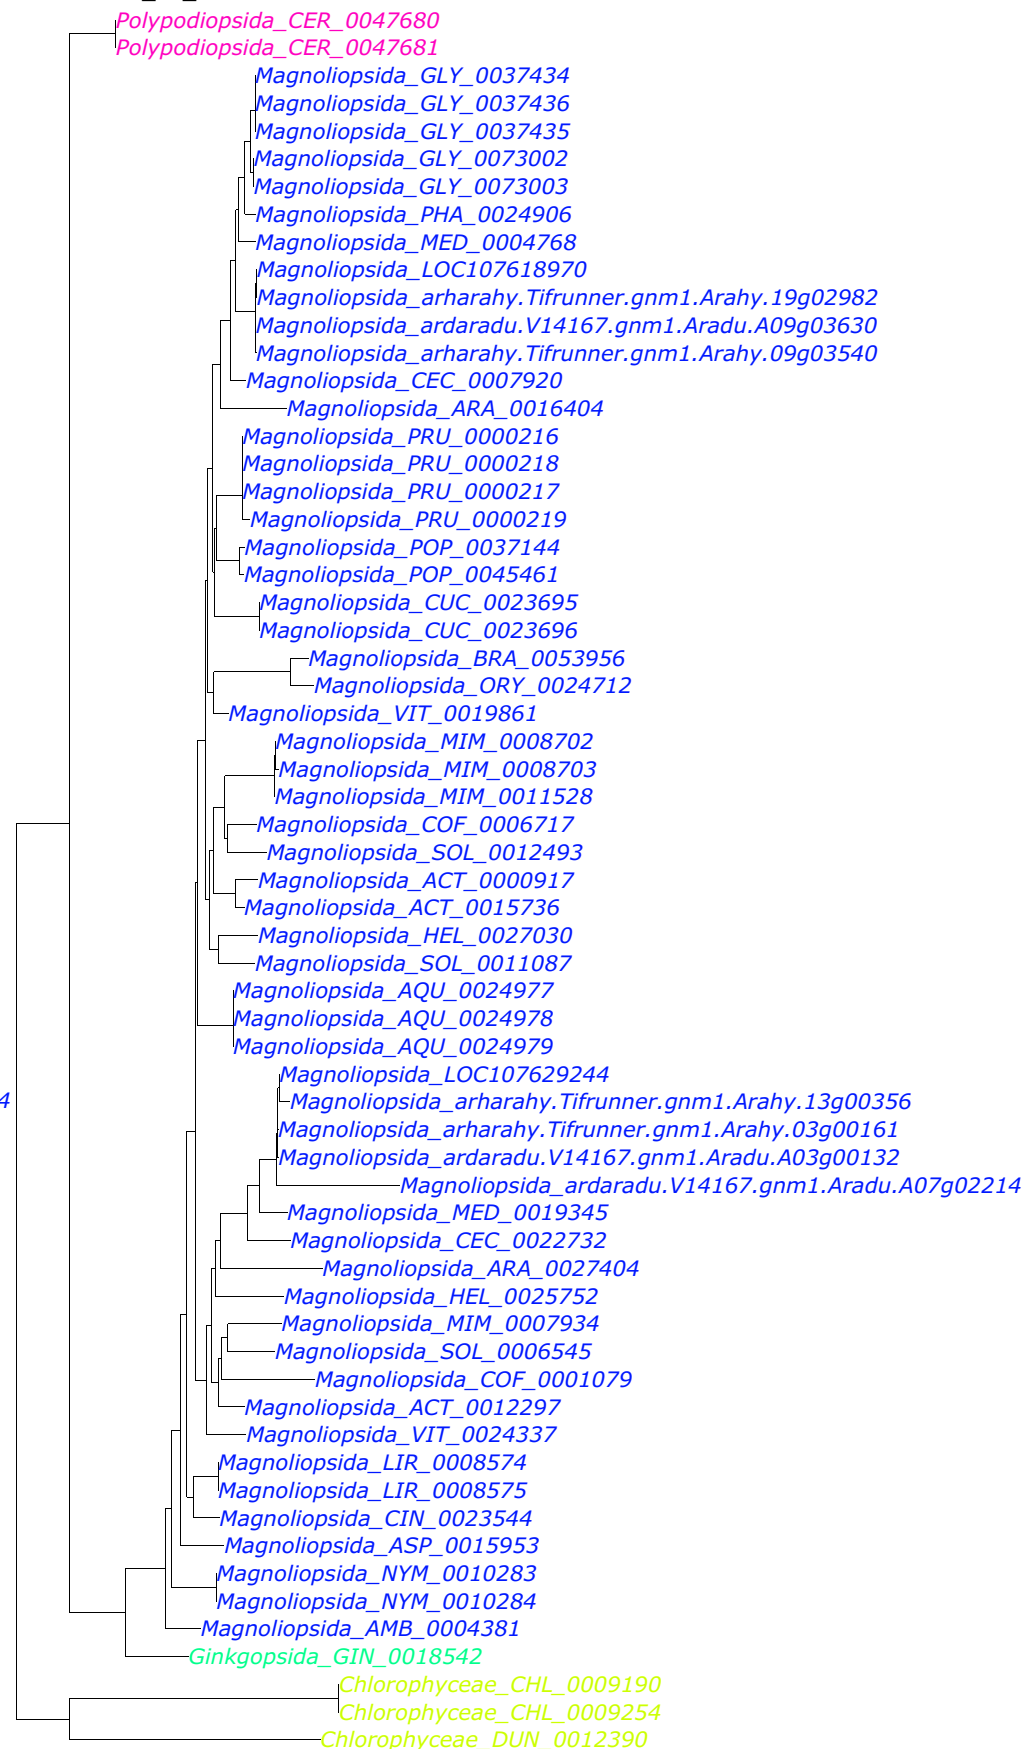 Polypodiopsida_CER_0047680
Polypodiopsida_CER_0047681
Magnoliopsida_GLY_0037434
Magnoliopsida_GLY_0037436
Magnoliopsida_GLY_0037435
Magnoliopsida_GLY_0073002
Magnoliopsida_GLY_0073003
Magnoliopsida_PHA_0024906
Magnoliopsida_MED_0004768
Magnoliopsida_LOC107618970
Magnoliopsida_arharahy.Tifrunner.gnm1.Arahy.19g02982
Magnoliopsida_ardaradu.V14167.gnm1.Aradu.A09g03630
Magnoliopsida_arharahy.Tifrunner.gnm1.Arahy.09g03540
Magnoliopsida_CEC_0007920
Magnoliopsida_ARA_0016404
Magnoliopsida_PRU_0000216
Magnoliopsida_PRU_0000218
Magnoliopsida_PRU_0000217
Magnoliopsida_PRU_0000219
Magnoliopsida_POP_0037144
Magnoliopsida_POP_0045461
Magnoliopsida_CUC_0023695
Magnoliopsida_CUC_0023696
Magnoliopsida_BRA_0053956
Magnoliopsida_ORY_0024712
Magnoliopsida_VIT_0019861
Magnoliopsida_MIM_0008702
Magnoliopsida_MIM_0008703
Magnoliopsida_MIM_0011528
Magnoliopsida_COF_0006717
Magnoliopsida_SOL_0012493
Magnoliopsida_ACT_0000917
Magnoliopsida_ACT_0015736
Magnoliopsida_HEL_0027030
Magnoliopsida_SOL_0011087
Magnoliopsida_AQU_0024977
Magnoliopsida_AQU_0024978
Magnoliopsida_AQU_0024979
Magnoliopsida_LOC107629244
4
Magnoliopsida_arharahy.Tifrunner.gnm1.Arahy.13g00356
Magnoliopsida_arharahy.Tifrunner.gnm1.Arahy.03g00161
Magnoliopsida_ardaradu.V14167.gnm1.Aradu.A03g00132
Magnoliopsida_ardaradu.V14167.gnm1.Aradu.A07g02214
Magnoliopsida_MED_0019345
Magnoliopsida_CEC_0022732
Magnoliopsida_ARA_0027404
Magnoliopsida_HEL_0025752
Magnoliopsida_MIM_0007934
Magnoliopsida_SOL_0006545
Magnoliopsida_COF_0001079
Magnoliopsida_ACT_0012297
Magnoliopsida_VIT_0024337
Magnoliopsida_LIR_0008574
Magnoliopsida_LIR_0008575
Magnoliopsida_CIN_0023544
Magnoliopsida_ASP_0015953
Magnoliopsida_NYM_0010283
Magnoliopsida_NYM_0010284
Magnoliopsida_AMB_0004381
Ginkgopsida_GIN_0018542
Chlorophyceae_CHL_0009190
Chlorophyceae_CHL_0009254
Chlorophyceae_DUN_0012390